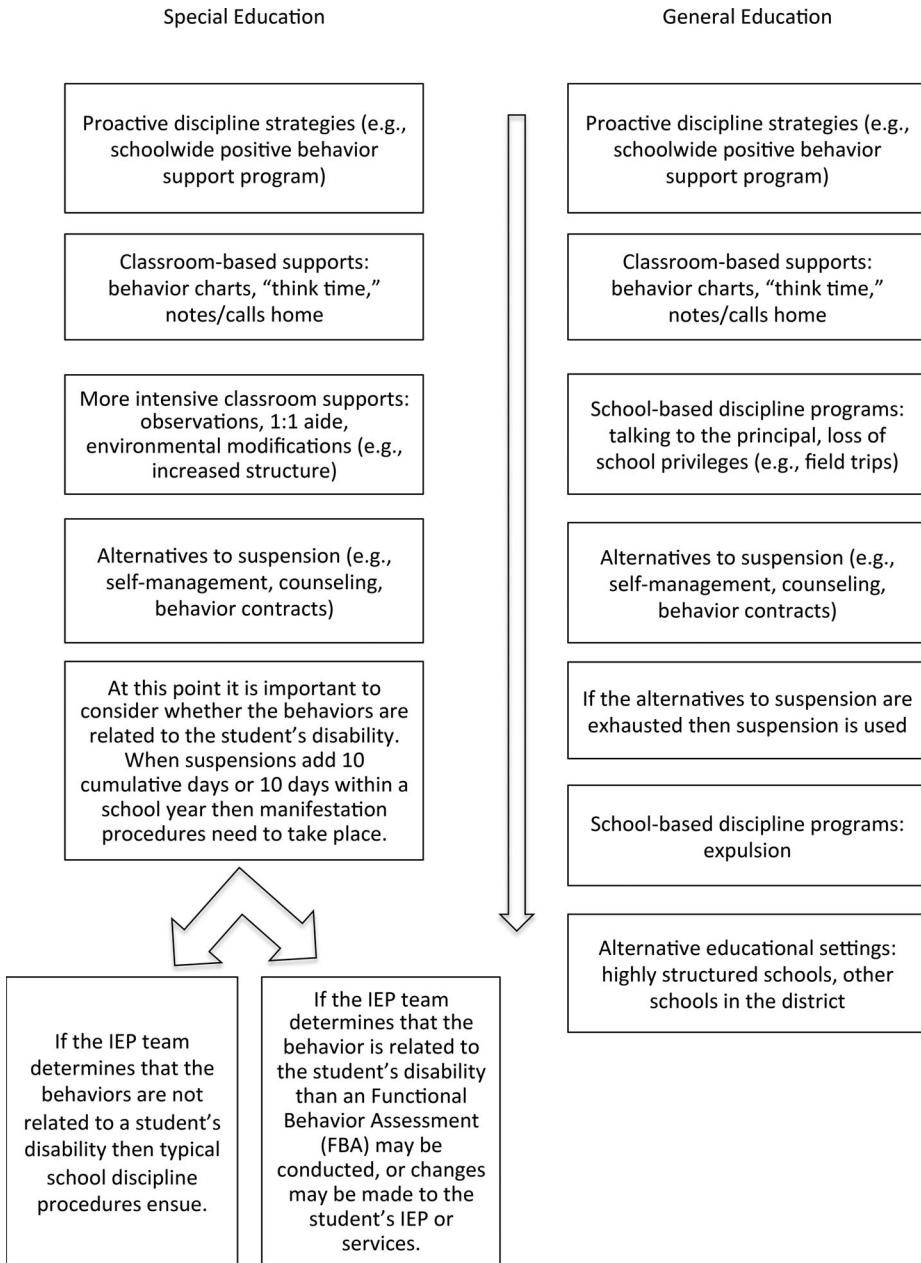 Special Education
Proactive discipline strategies (e.g.,
schoolwide positive behavior
support program)
Classroom-based supports:
behavior charts, “think time,”
notes/calls home
More intensive classroom supports:
observations, 1:1 aide,
environmental modifications (e.g.,
increased structure)
Alternatives to suspension (e.g.,
self-management, counseling,
behavior contracts)
At this point it is important to
consider whether the behaviors are
related to the student’s disability.
When suspensions add 10
cumulative days or 10 days within a
school year then manifestation
procedures need to take place.
If the IEP team
determines that the
behaviors are not
related to a student’s
disability then typical
school discipline
procedures ensue.
If the IEP team
determines that the
behavior is related to
the student’s disability
than an Functional
Behavior Assessment
(FBA) may be
conducted, or changes
may be made to the
student’s IEP or
services.
General Education
Proactive discipline strategies (e.g.,
schoolwide positive behavior
support program)
Classroom-based supports:
behavior charts, “think time,”
notes/calls home
School-based discipline programs:
talking to the principal, loss of
school privileges (e.g., field trips)
Alternatives to suspension (e.g.,
self-management, counseling,
behavior contracts)
If the alternatives to suspension are
exhausted then suspension is used
School-based discipline programs:
expulsion
Alternative educational settings:
highly structured schools, other
schools in the district